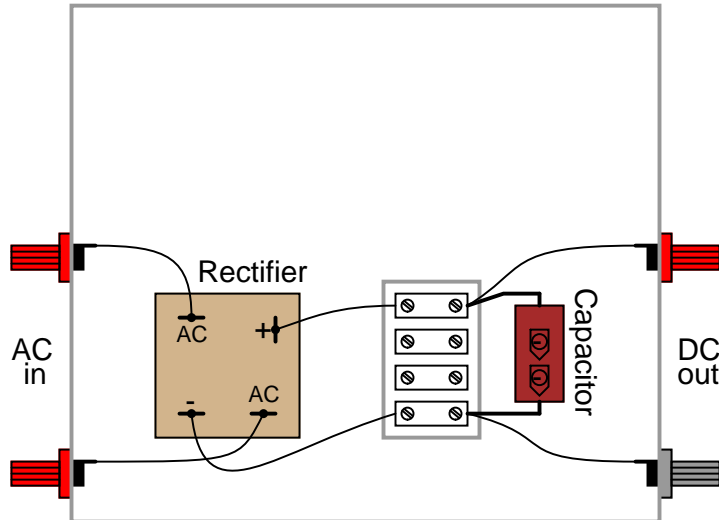 Rectifier
AC
+
-
AC
AC
in
Capacitor
DC
out